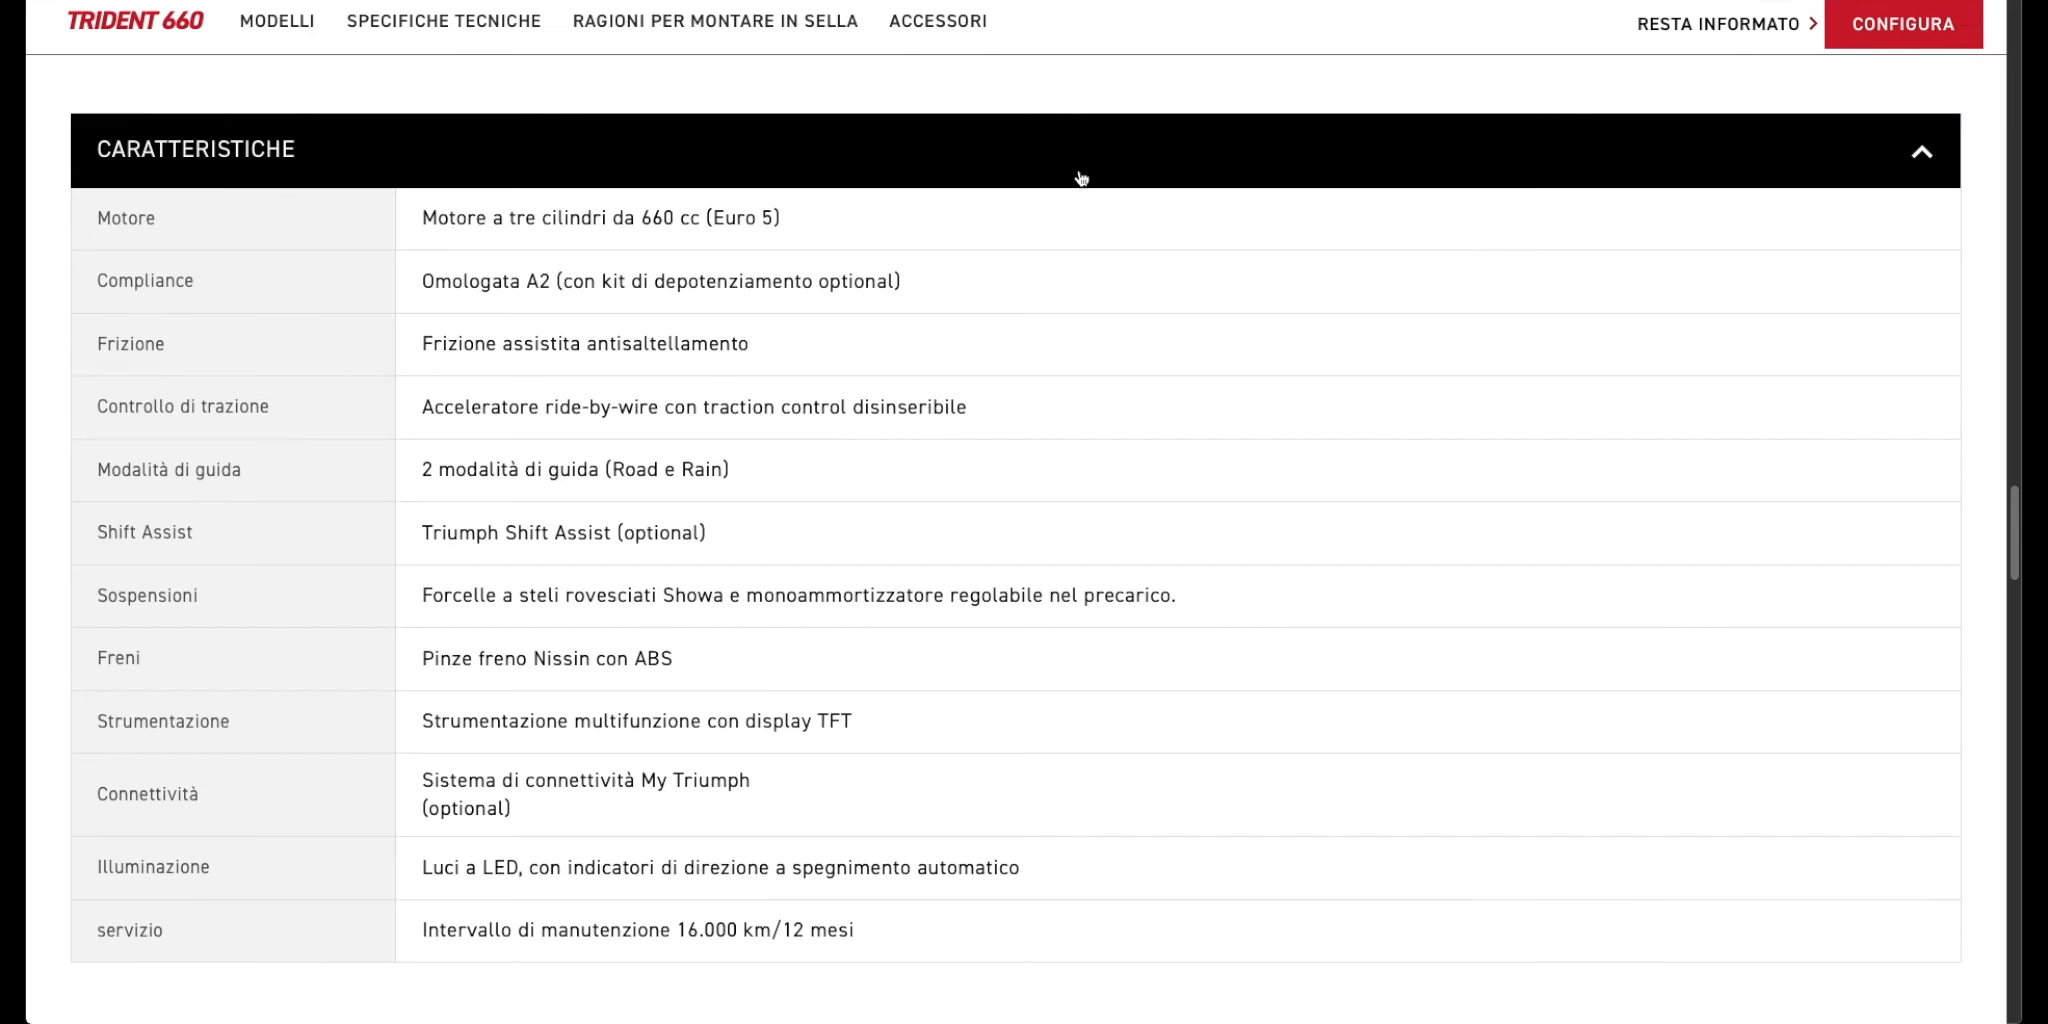 TRIDENT 660 MODELLI SPECIFICHE TECNICHE RAGIONI PER MONTARE IN SELLA ACCESSORI RESTA INFORMATO CONFIGURA
CARATTERISTICHE
Motore Motore a tre cilindri da 660 cc (Euro 5)
Compliance Omologata A2 (con kit di depotenziamento optional)
Frizione Frizione assistita antisaltellamento
Controllo di trazione Acceleratore ride-by-wire con traction control disinseribile
Modalità di guida 2 modalità di guida (Road e Rain)
Shift Assist Triumph Shift Assist (optional)
Sospensioni Forcelle a steli rovesciati Showa e monoammortizzatore regolabile nel precarico.
Freni Pinze freno Nissin con ABS
Strumentazione Strumentazione multifunzione con display TFT
Connettività Sistema di connettività My Triumph
(optional)
Illuminazione Luci a LED, con indicatori di direzione a spegnimento automatico
servizio Intervallo di manutenzione 16.000 km/12 mesi